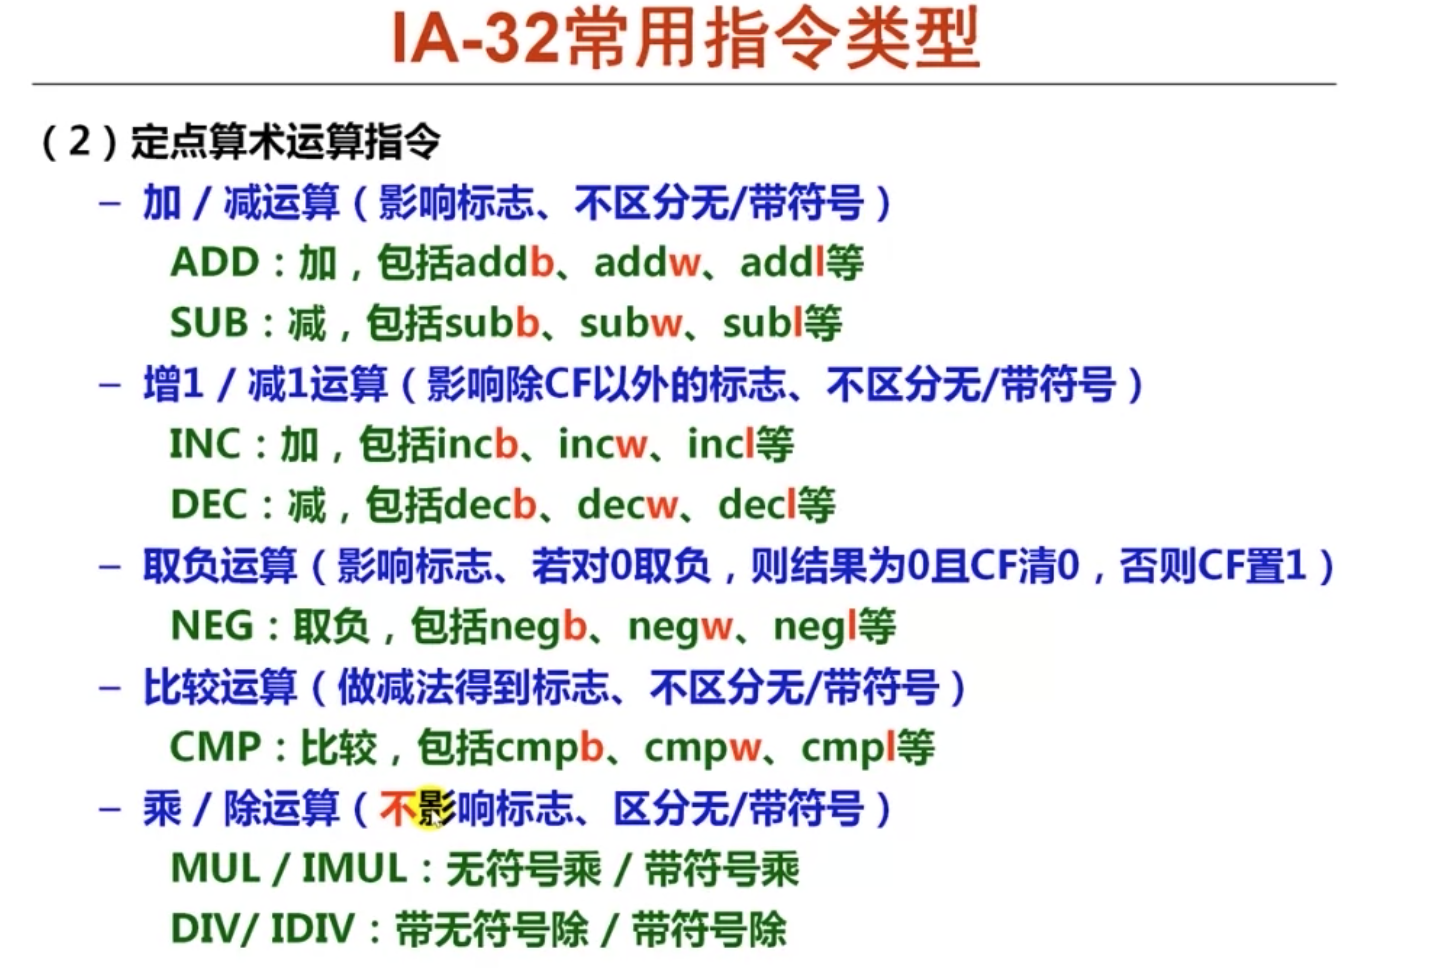 IA-32常用指令类型
（2）定点算术运算指令
– 加 / 减运算（影响标志、不区分无/带符号）
ADD：加，包括addb、addw、addl等
SUB：减，包括subb、subw、subl等
– 增1 / 减1运算（影响除CF以外的标志、不区分无/带符号）
INC：加，包括incb、incw、incl等
DEC：减，包括decb、decw、decl等
– 取负运算（影响标志、若对0取负，则结果为0且CF清0，否则CF置1）
NEG：取负，包括negb、negw、negl等
– 比较运算（做减法得到标志、不区分无/带符号）
CMP：比较，包括cmpb、cmpw、cmpl等
– 乘 / 除运算（不影响标志、区分无/带符号）
MUL / IMUL：无符号乘 / 带符号乘
DIV/ IDIV：带无符号除 / 带符号除